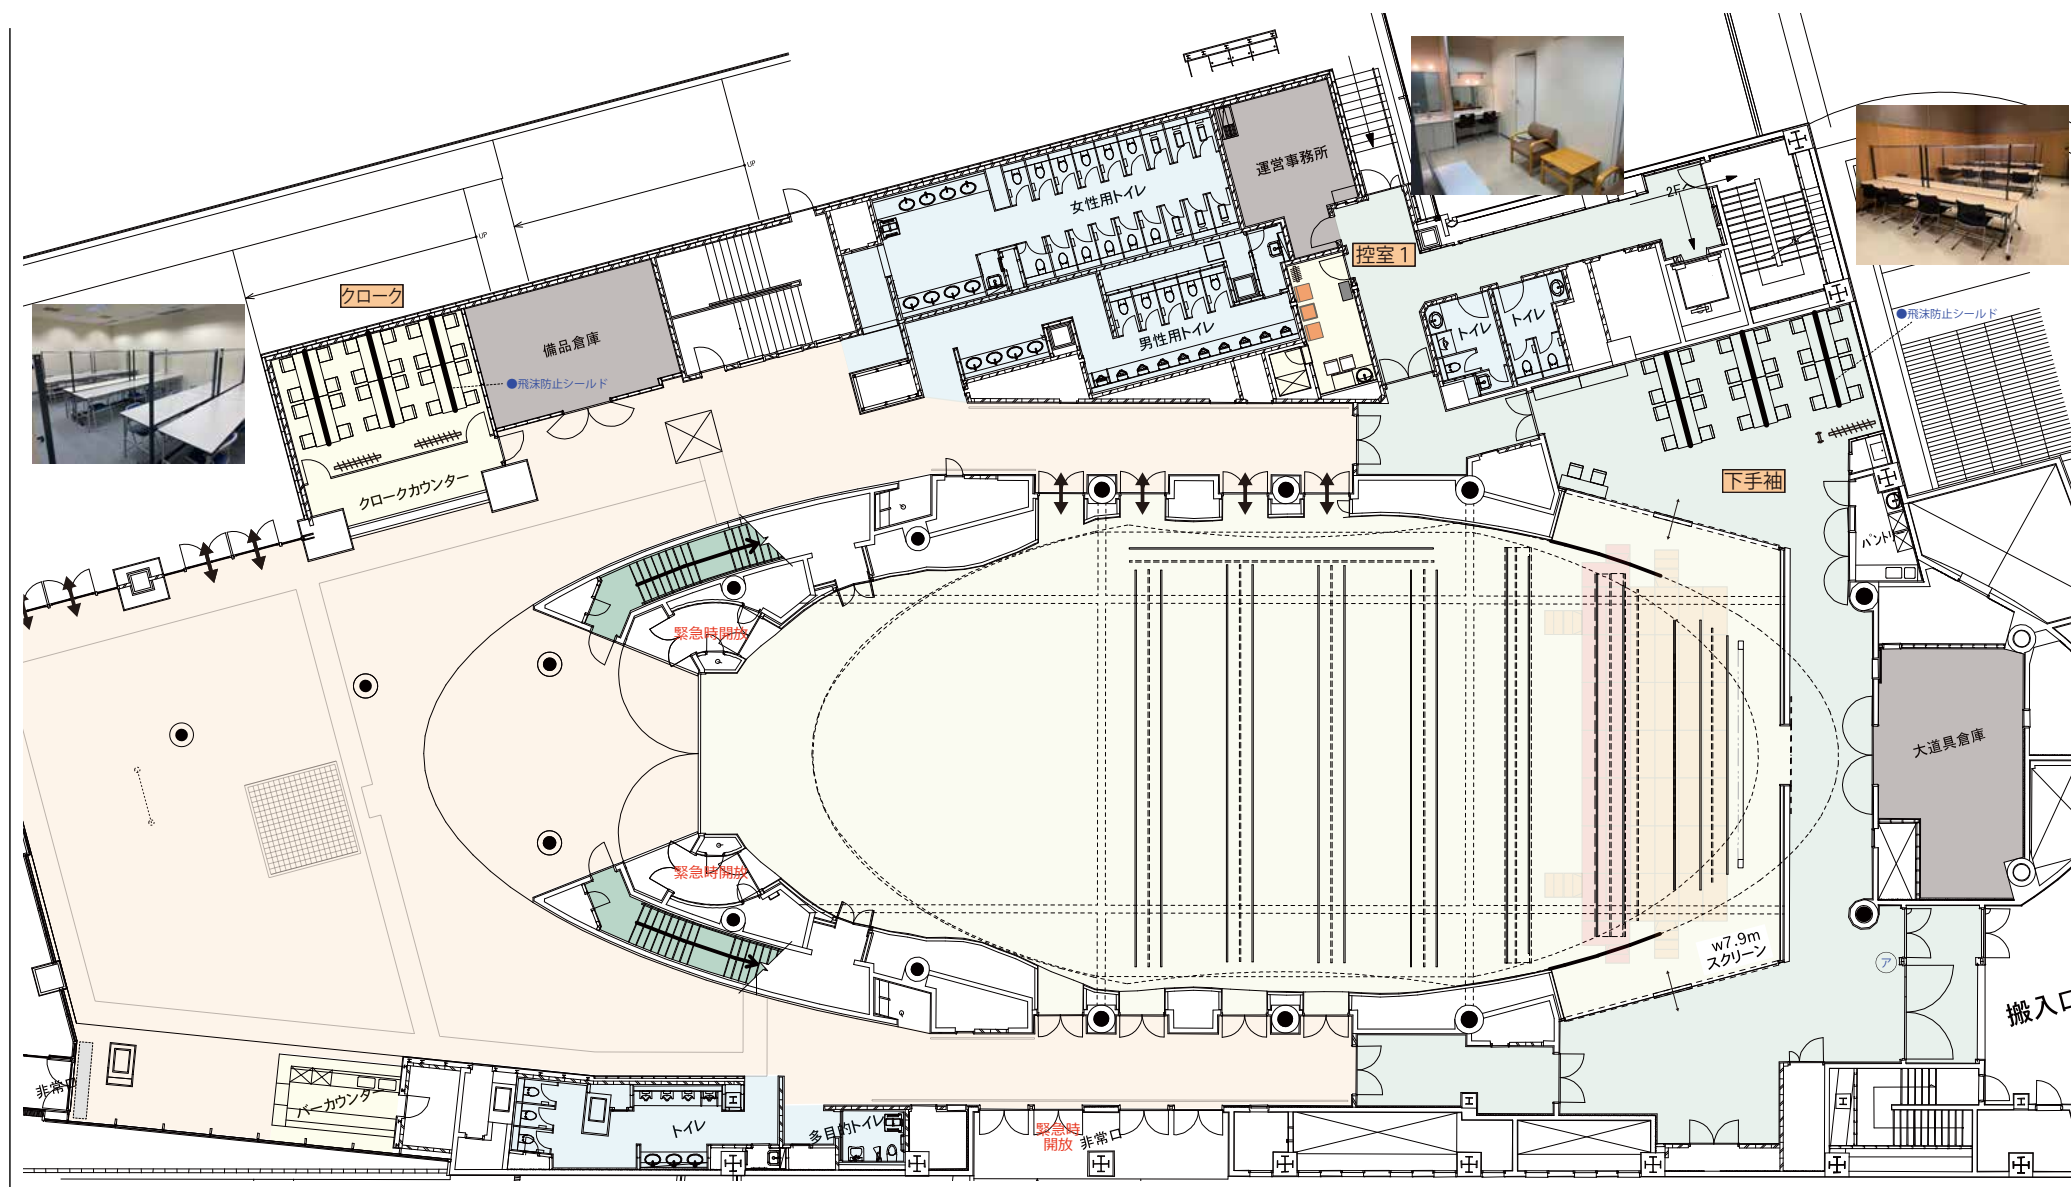 UP
UP
運営事務所
女性用トイレ
2F
控室1
クローク
備品倉庫
男性用トイレ
トイレ
トイレ
●飛沫防止シールド
●飛沫防止シールド
クロークカウンター
下手袖
パントリー
緊急時開放
大道具倉庫
緊急時開放
w7.9m
スクリーン
ア
搬入口
非常口
バーカウンター
トイレ
多目的トイレ
緊急時
開放
非常口